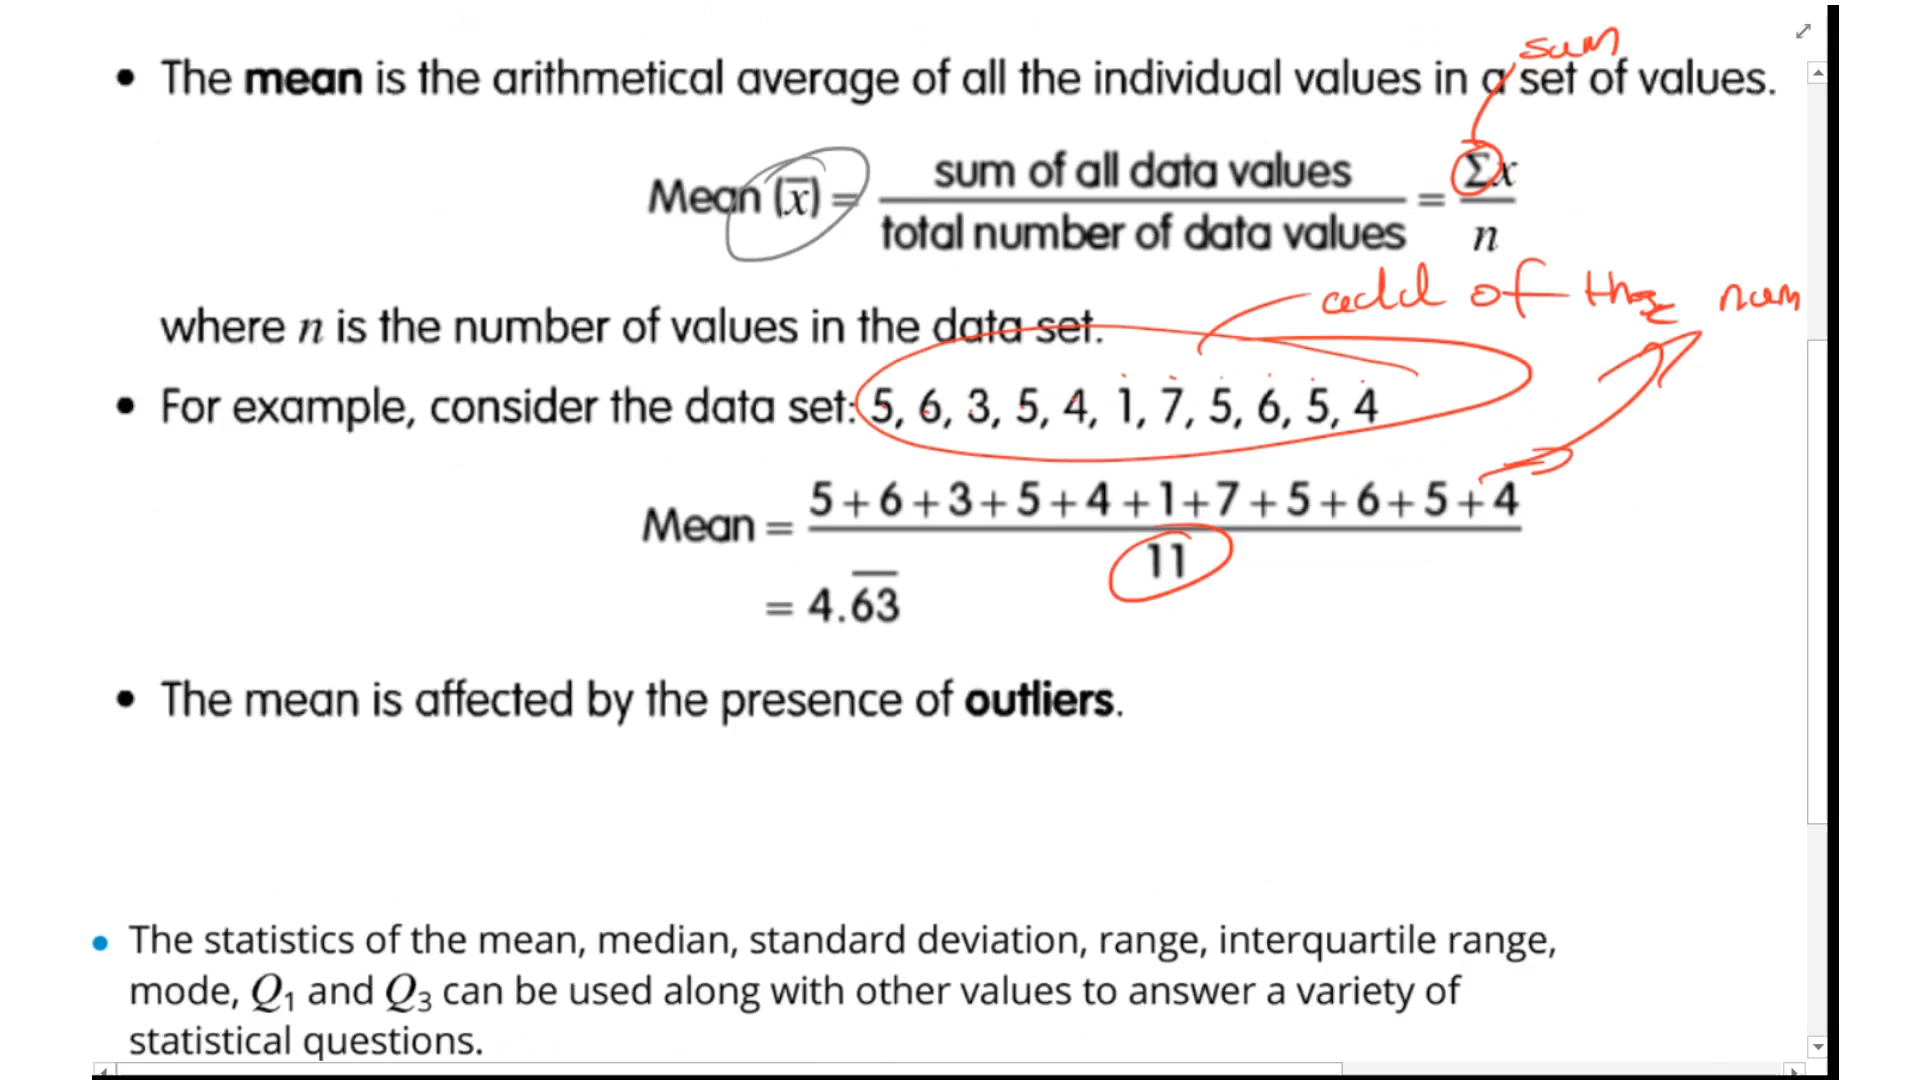 sum
• The mean is the arithmetical average of all the individual values in a set of values.
Mean (x̅) = sum of all data values / total number of data values = Σx / n
add of the num
where n is the number of values in the data set.
• For example, consider the data set: 5, 6, 3, 5, 4, 1, 7, 5, 6, 5, 4
Mean = 5 + 6 + 3 + 5 + 4 + 1 + 7 + 5 + 6 + 5 + 4 / 11
= 4.6̅3̅
• The mean is affected by the presence of outliers.
• The statistics of the mean, median, standard deviation, range, interquartile range,
mode, Q₁ and Q₃ can be used along with other values to answer a variety of
statistical questions.